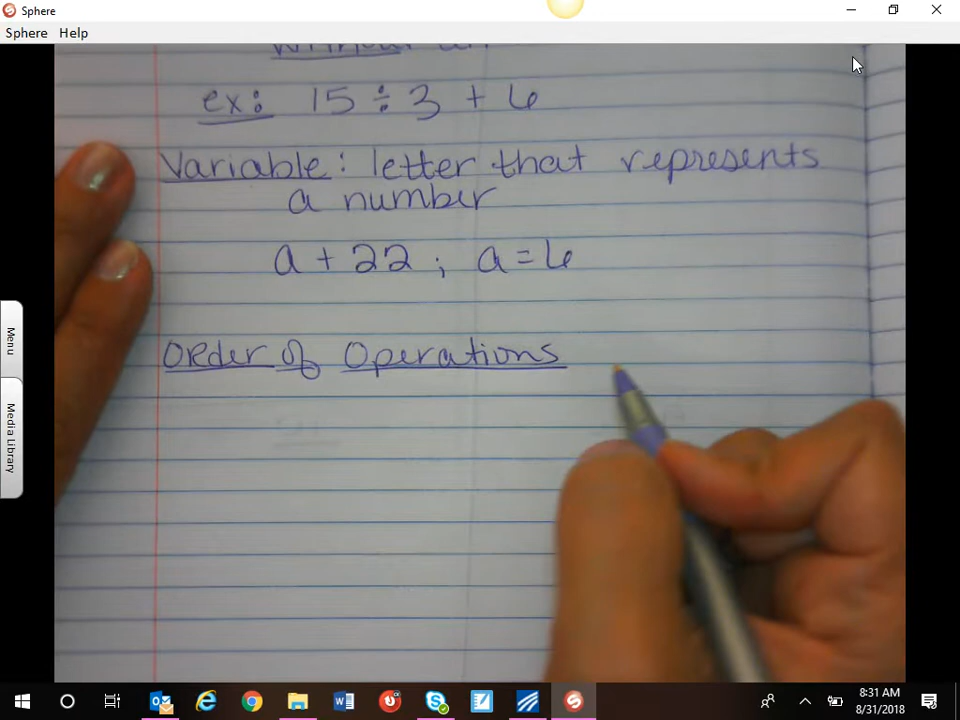 Sphere
Sphere Help
ex: 15 ÷ 3 + 6
Variable: letter that represents
a number
a + 22 ; a = 6
Order of Operations
Menu
Media Library
8:31 AM
8/31/2018